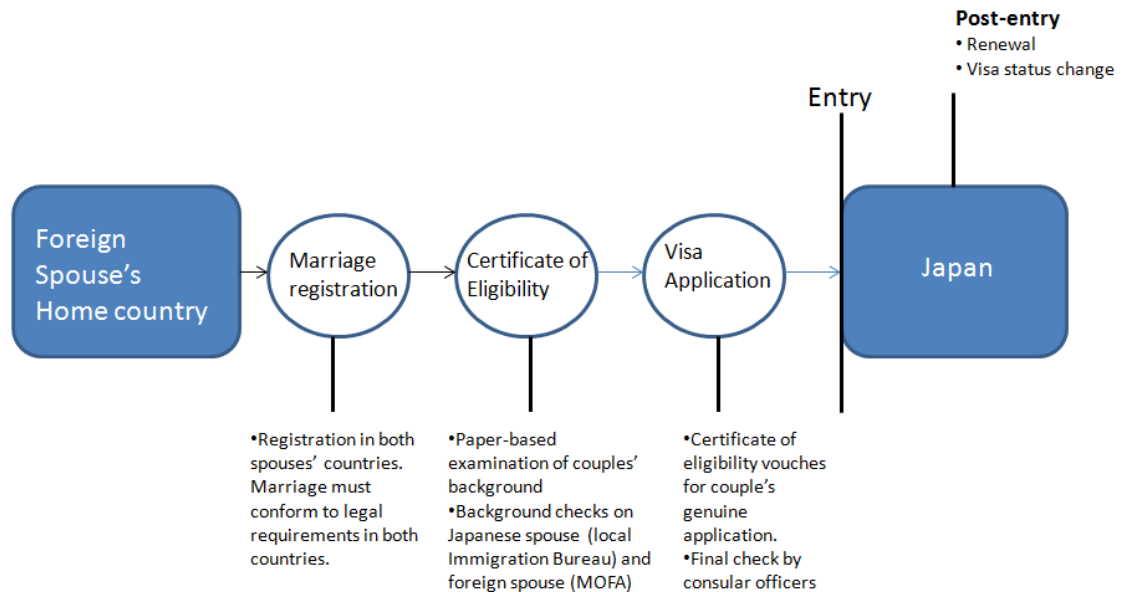 Post-entry
• Renewal
• Visa status change
Entry
Foreign
Spouse's
Home country
Marriage
registration
Certificate of
Eligibility
Visa
Application
Japan
•Registration in both
spouses' countries.
Marriage must
conform to legal
requirements in both
countries.
•Paper-based
examination of couples'
background
•Background checks on
Japanese spouse (local
Immigration Bureau) and
foreign spouse (MOFA)
•Certificate of
eligibility vouches
for couple's
genuine
application.
•Final check by
consular officers